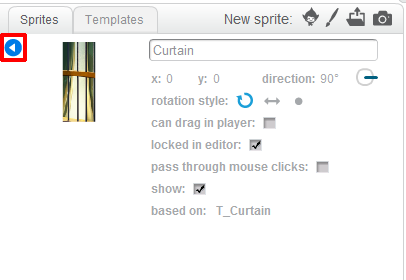 Sprites Templates New sprite:
Curtain
x: 0 y: 0 direction: 90°
rotation style:
can drag in player:
locked in editor:
pass through mouse clicks:
show:
based on: T_Curtain